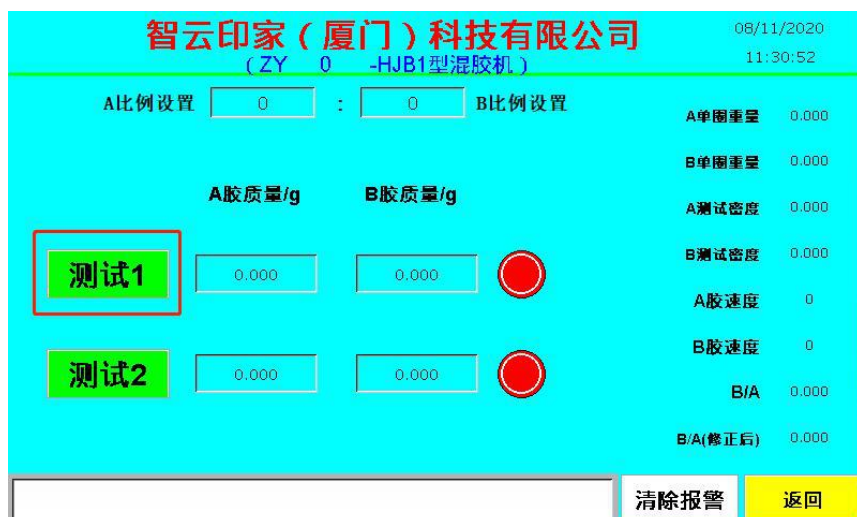 智云印家（厦门）科技有限公司
08/11/2020
（ZY 0 -HJB1型混胶机）
11:30:52
A比例设置 0 : 0 B比例设置
A单圈重量 0.000
B单圈重量 0.000
A胶质量/g B胶质量/g
A测试密度 0.000
B测试密度 0.000
测试1 0.000 0.000
A胶速度 0
B胶速度 0
测试2 0.000 0.000
B/A 0.000
B/A(修正后) 0.000
清除报警 返回